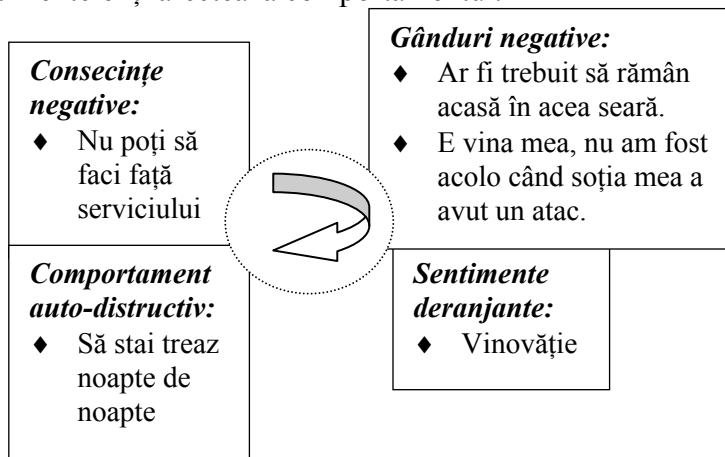 Consecințe
negative:
♦ Nu poți să
faci față
serviciului
Gânduri negative:
♦ Ar fi trebuit să rămân
acasă în acea seară.
♦ E vina mea, nu am fost
acolo când soția mea a
avut un atac.
Comportament
auto-distructiv:
♦ Să stai treaz
noapte de
noapte
Sentimente
deranjante:
♦ Vinovăție